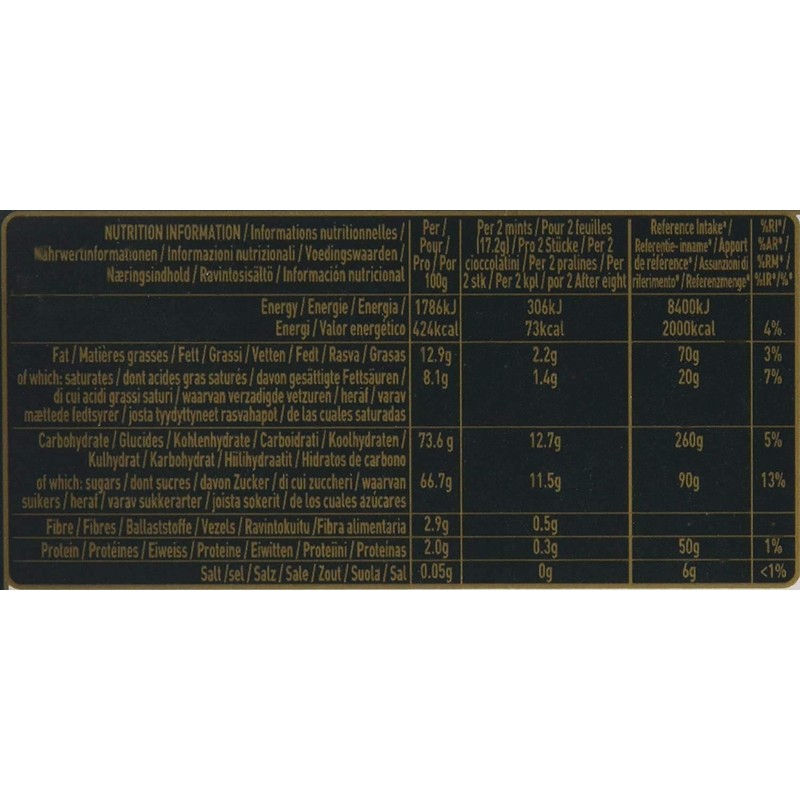 NUTRITION INFORMATION / Informations nutritionnelles /
Nährwertinformationen / Informazioni nutrizionali / Voedingswaarden /
Næringsindhold / Ravintosisältö / Información nutricional
Per /
Pour /
Pro / Por
100g
Per 2 mints / Pour 2 feuilles
(17.2g) / Pro 2 Stücke / Per 2
cioccolatini / Per 2 pralines / Per
2 stk / Per 2 kpl / por 2 After eight
Reference Intake* /
Referentie- inname* / Apport
de référence* / Assunzioni di
riferimento* / Referenzmenge*
%RI* /
%AR* /
%RM* /
%IR*/%*
Energy / Energie / Energia / 1786kJ 306kJ 8400kJ
Energi / Valor energético 424kcal 73kcal 2000kcal 4%
Fat / Matières grasses / Fett / Grassi / Vetten / Fedt / Rasva / Grasas 12.9g 2.2g 70g 3%
of which: saturates / dont acides gras saturés / davon gesättigte Fettsäuren / 8.1g 1.4g 20g 7%
di cui acidi grassi saturi / waarvan verzadigde vetzuren / heraf / varav
mættede fedtsyrer / josta tyydyttyneet rasvahapot / de las cuales saturadas
Carbohydrate / Glucides / Kohlenhydrate / Carboidrati / Koolhydraten / 73.6 g 12.7g 260g 5%
Kulhydrat / Karbohydrat / Hiilihydraatit / Hidratos de carbono
of which: sugars / dont sucres / davon Zucker / di cui zuccheri / waarvan 66.7g 11.5g 90g 13%
suikers / heraf / varav sukkerarter / joista sokerit / de los cuales azúcares
Fibre / Fibres / Ballaststoffe / Vezels / Ravintokuitu /Fibra alimentaria 2.9g 0.5g - -
Protein / Protéines / Eiweiss / Proteine / Eiwitten / Proteiini / Proteínas 2.0g 0.3g 50g 1%
Salt /sel / Salz / Sale / Zout / Suola / Sal 0.05g 0g 6g <1%